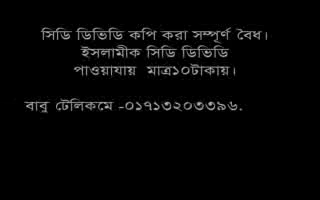 সিডি ডিভিডি কপি করা সম্পূর্ণ বৈধ।
ইসলামীক সিডি ডিভিডি
পাওয়াযায় মাত্র১০টাকায়।
বাবু টেলিকমে -০১৭১৩২০৩৩৯৬.